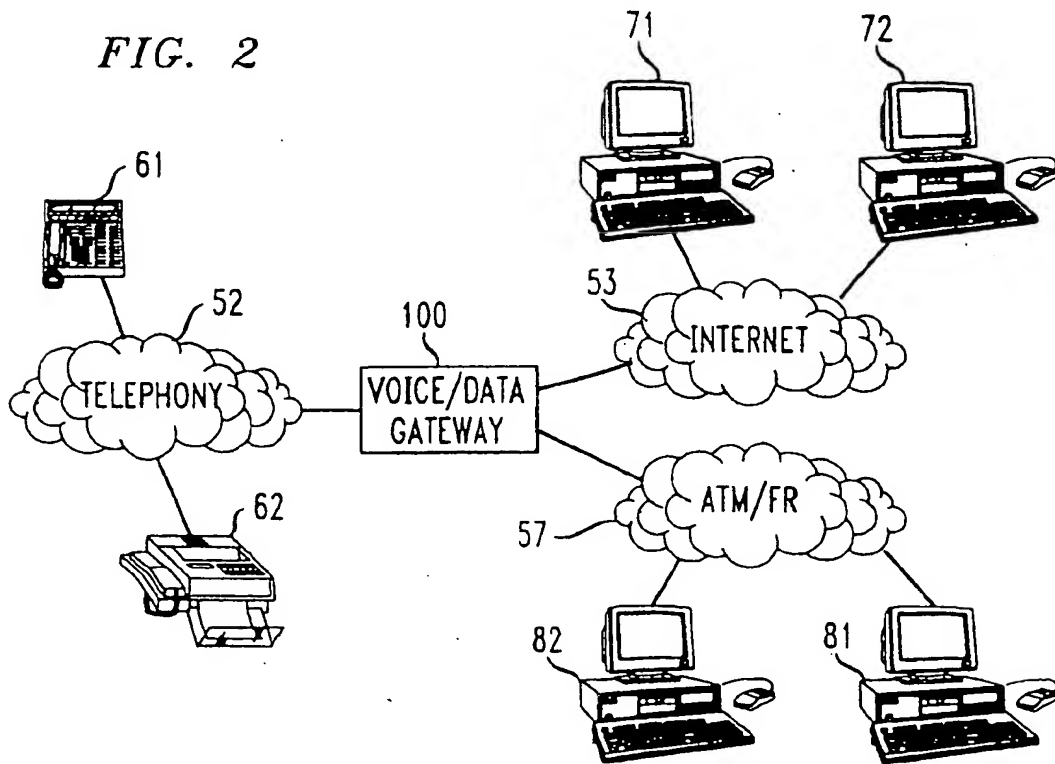 FIG. 2
71
72
61
52
53
100
INTERNET
TELEPHONY
VOICE/DATA
GATEWAY
ATM/FR
57
62
82
81